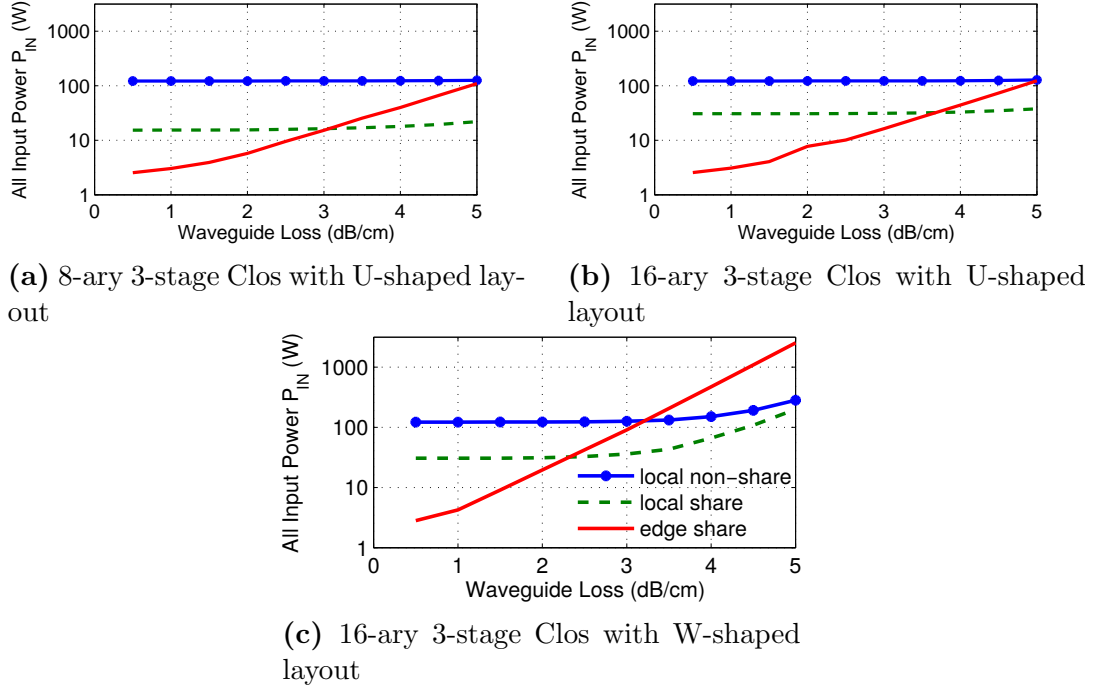 All Input Power P_IN (W)
1000
100
10
1
0 1 2 3 4 5
Waveguide Loss (dB/cm)
(a) 8-ary 3-stage Clos with U-shaped lay-
out
All Input Power P_IN (W)
1000
100
10
1
0 1 2 3 4 5
Waveguide Loss (dB/cm)
(b) 16-ary 3-stage Clos with U-shaped
layout
All Input Power P_IN (W)
1000
100
10
1
0 1 2 3 4 5
local non−share
local share
edge share
Waveguide Loss (dB/cm)
(c) 16-ary 3-stage Clos with W-shaped
layout